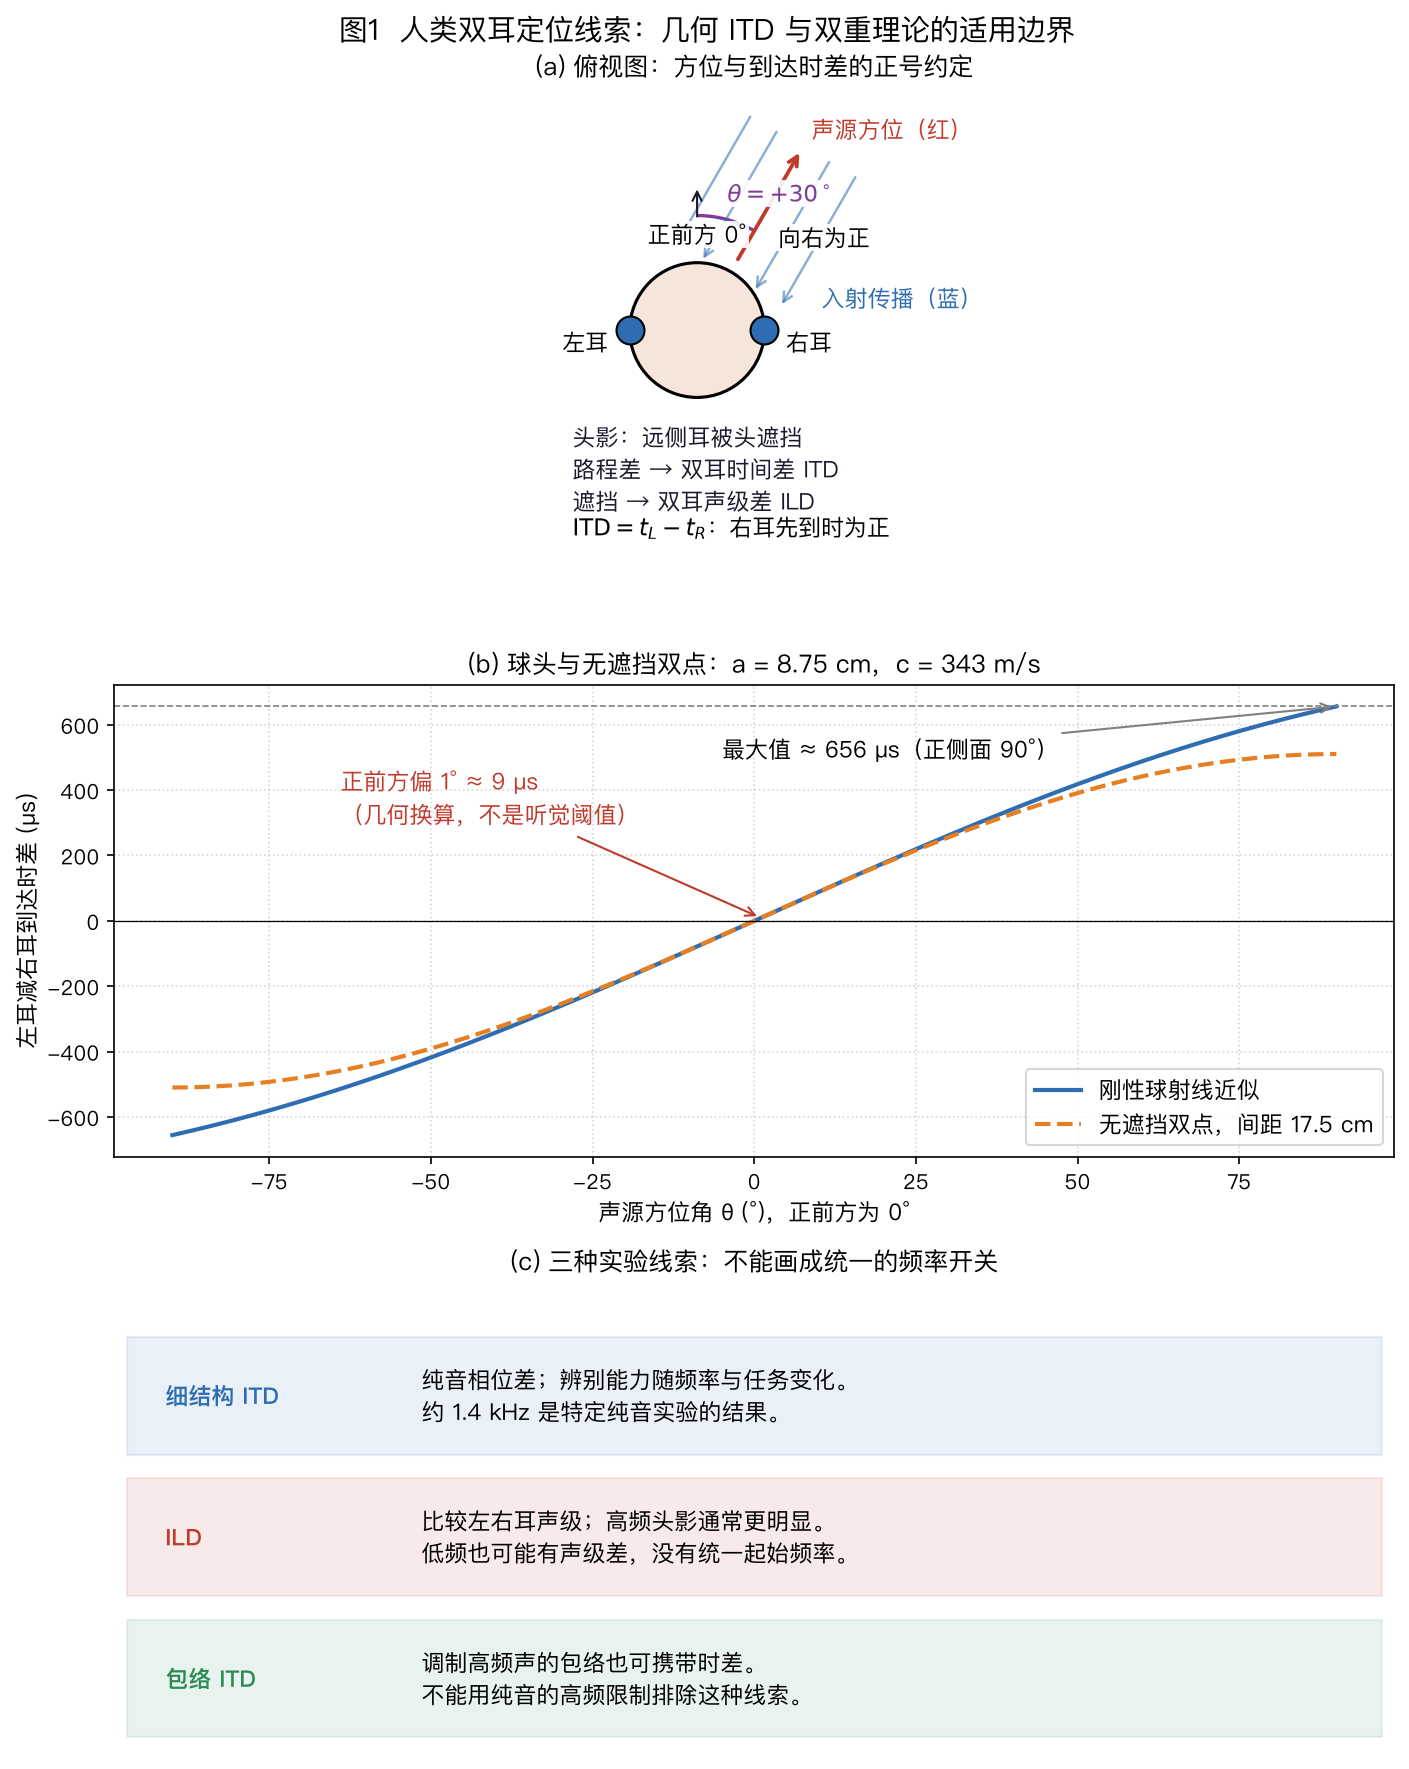 图1 人类双耳定位线索：几何 ITD 与双重理论的适用边界
(a) 俯视图：方位与到达时差的正号约定
声源方位（红）
θ = +30°
正前方 0°
向右为正
入射传播（蓝）
左耳
右耳
头影：远侧耳被头遮挡
路程差 → 双耳时间差 ITD
遮挡 → 双耳声级差 ILD
ITD = t_L − t_R：右耳先到时为正
(b) 球头与无遮挡双点：a = 8.75 cm，c = 343 m/s
左耳减右耳到达时差 (μs)
600
400
200
0
−200
−400
−600
最大值 ≈ 656 μs（正侧面 90°）
正前方偏 1° ≈ 9 μs
（几何换算，不是听觉阈值）
刚性球射线近似
无遮挡双点，间距 17.5 cm
−75
−50
−25
0
25
50
75
声源方位角 θ (°)，正前方为 0°
(c) 三种实验线索：不能画成统一的频率开关
细结构 ITD
纯音相位差；辨别能力随频率与任务变化。
约 1.4 kHz 是特定纯音实验的结果。
ILD
比较左右耳声级；高频头影通常更明显。
低频也可能有声级差，没有统一起始频率。
包络 ITD
调制高频声的包络也可携带时差。
不能用纯音的高频限制排除这种线索。